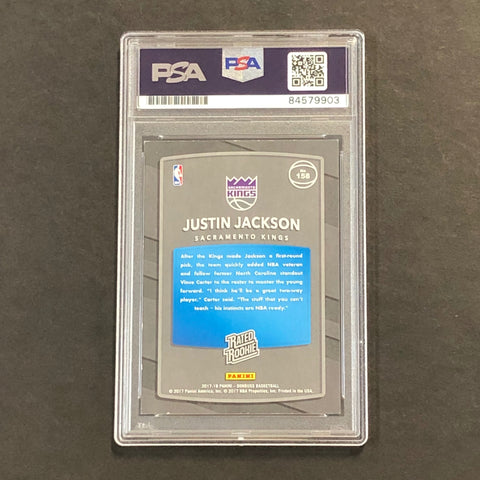 PSA
PSA
84579903
NBA
SACRAMENTO
KINGS
No
158
JUSTIN JACKSON
SACRAMENTO KINGS
After the Kings made Jackson a first-round
pick, the team quickly added NBA veteran
and fellow former North Carolina standout
Vince Carter to the roster to mentor the young
forward. "I think he'll be a great two-way
player," Carter said. "The stuff that you can't
teach – his instincts are NBA ready."
RATED
ROOKIE
PANINI
2017-18 PANINI - DONRUSS BASKETBALL
© 2017 Panini America, Inc. © 2017 NBA Properties, Inc. Printed in the USA.